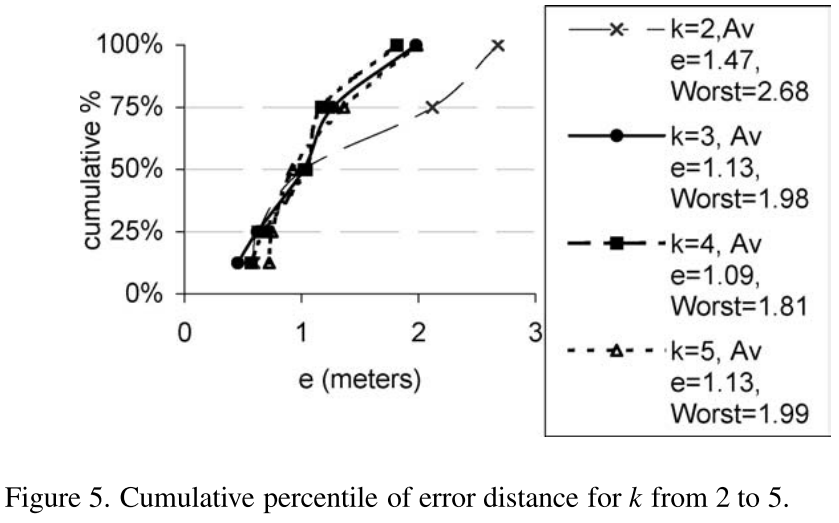 100%
75%
50%
25%
0%
cumulative %
0
1
2
3
e (meters)
k=2,Av
e=1.47,
Worst=2.68
k=3, Av
e=1.13,
Worst=1.98
k=4, Av
e=1.09,
Worst=1.81
k=5, Av
e=1.13,
Worst=1.99
Figure 5. Cumulative percentile of error distance for k from 2 to 5.